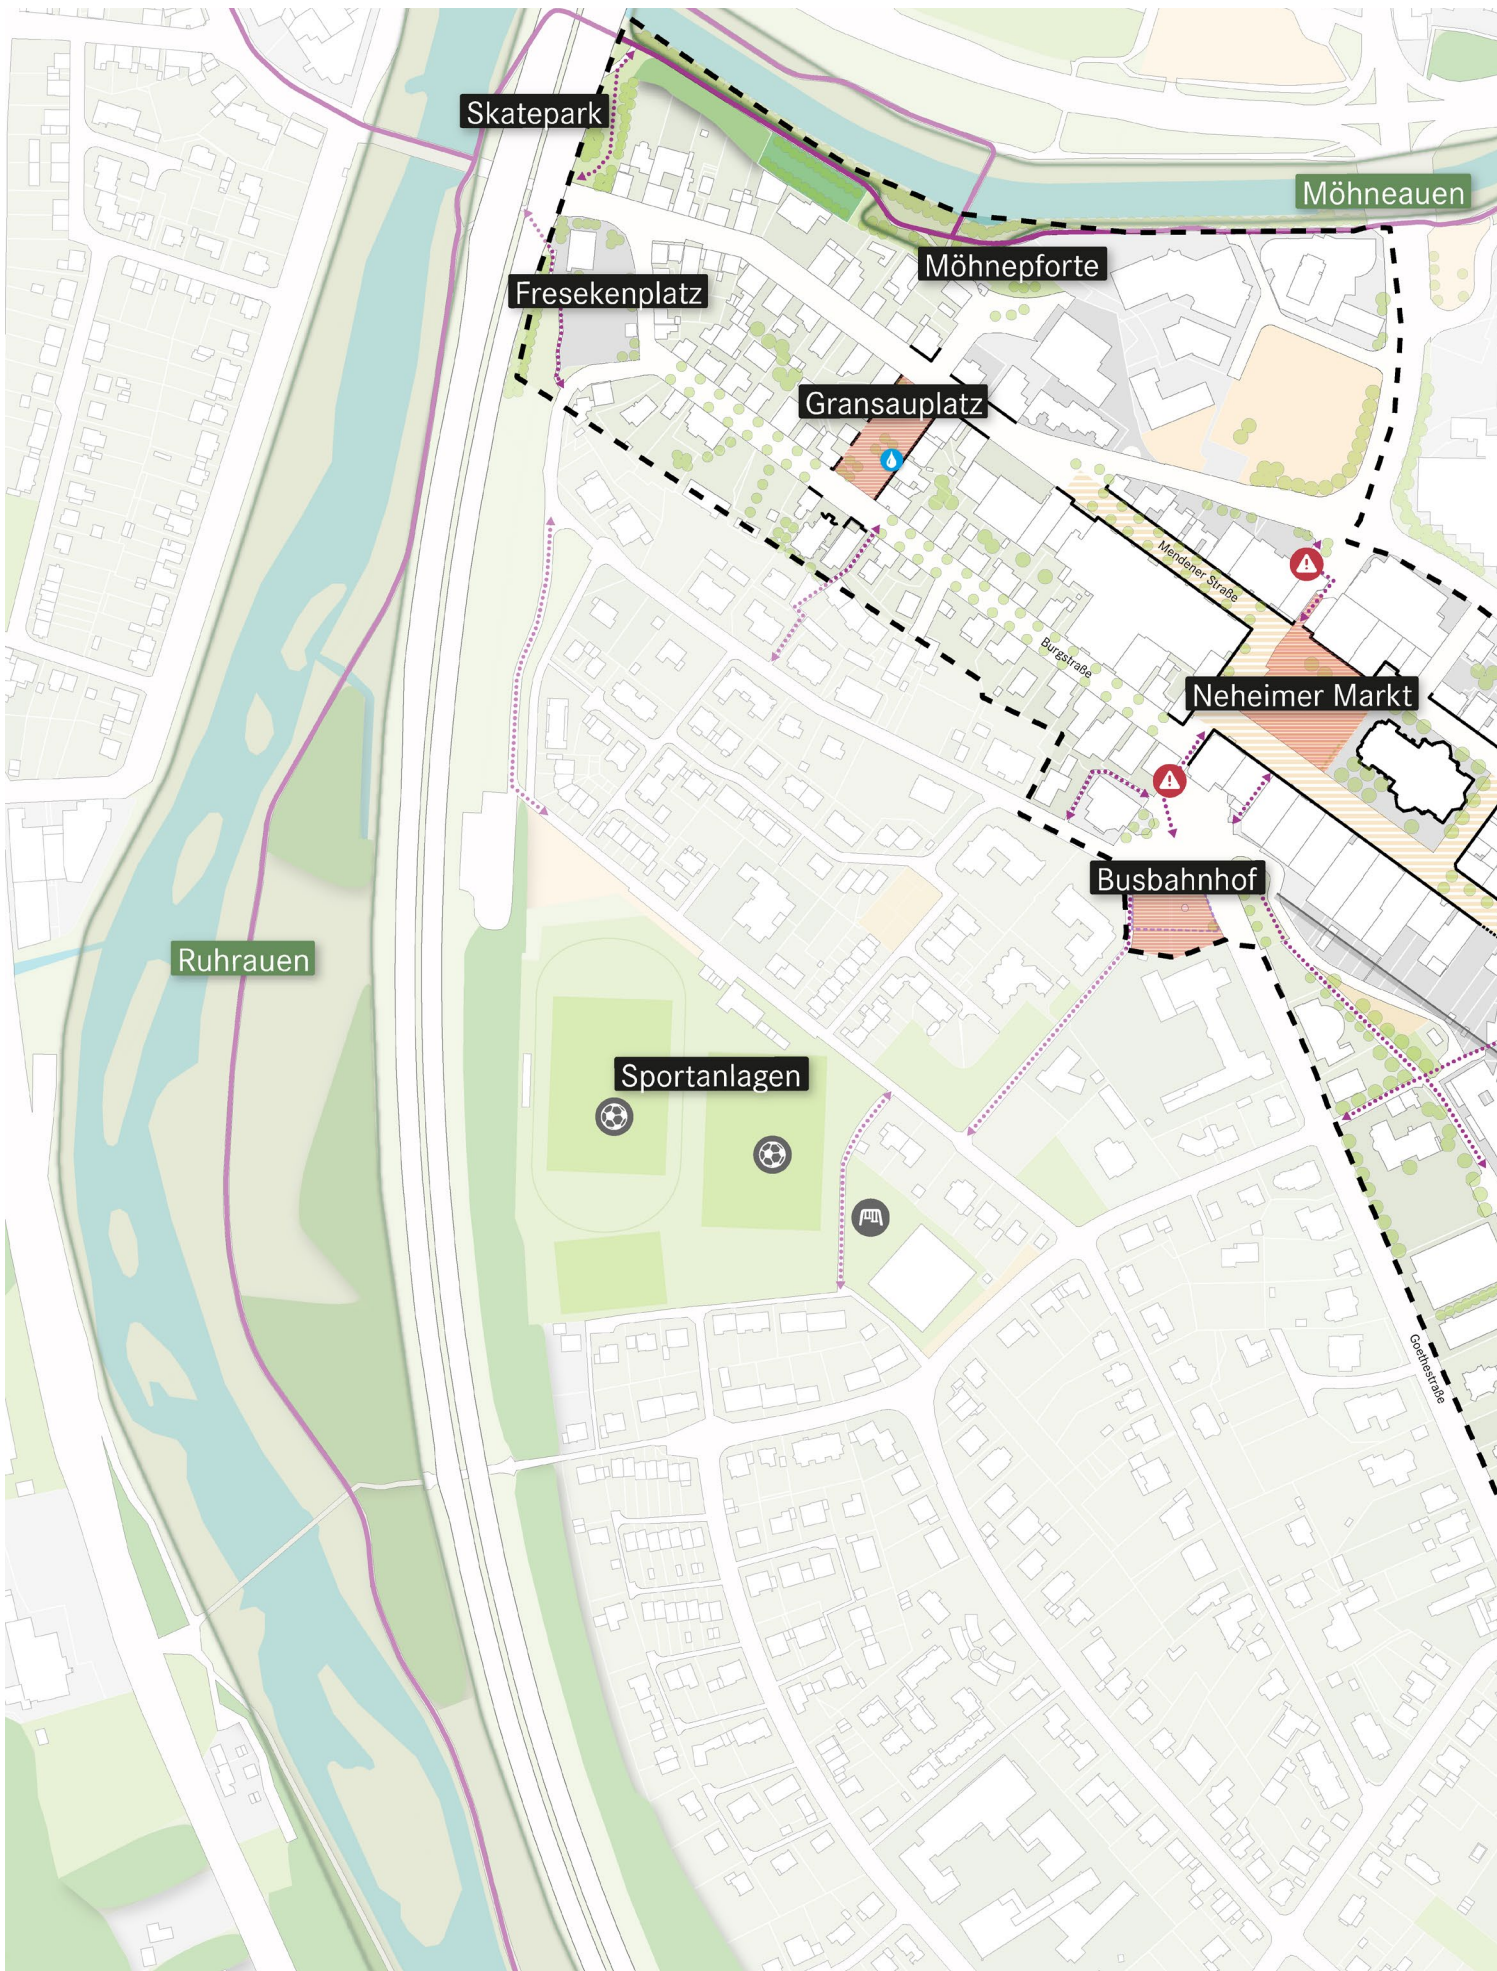 Skatepark
Möhneauen
Möhnepforte
Fresekenplatz
Gransauplatz
Mendener Straße
Burgstraße
Neheimer Markt
Busbahnhof
Ruhrauen
Sportanlagen
Goethestraße